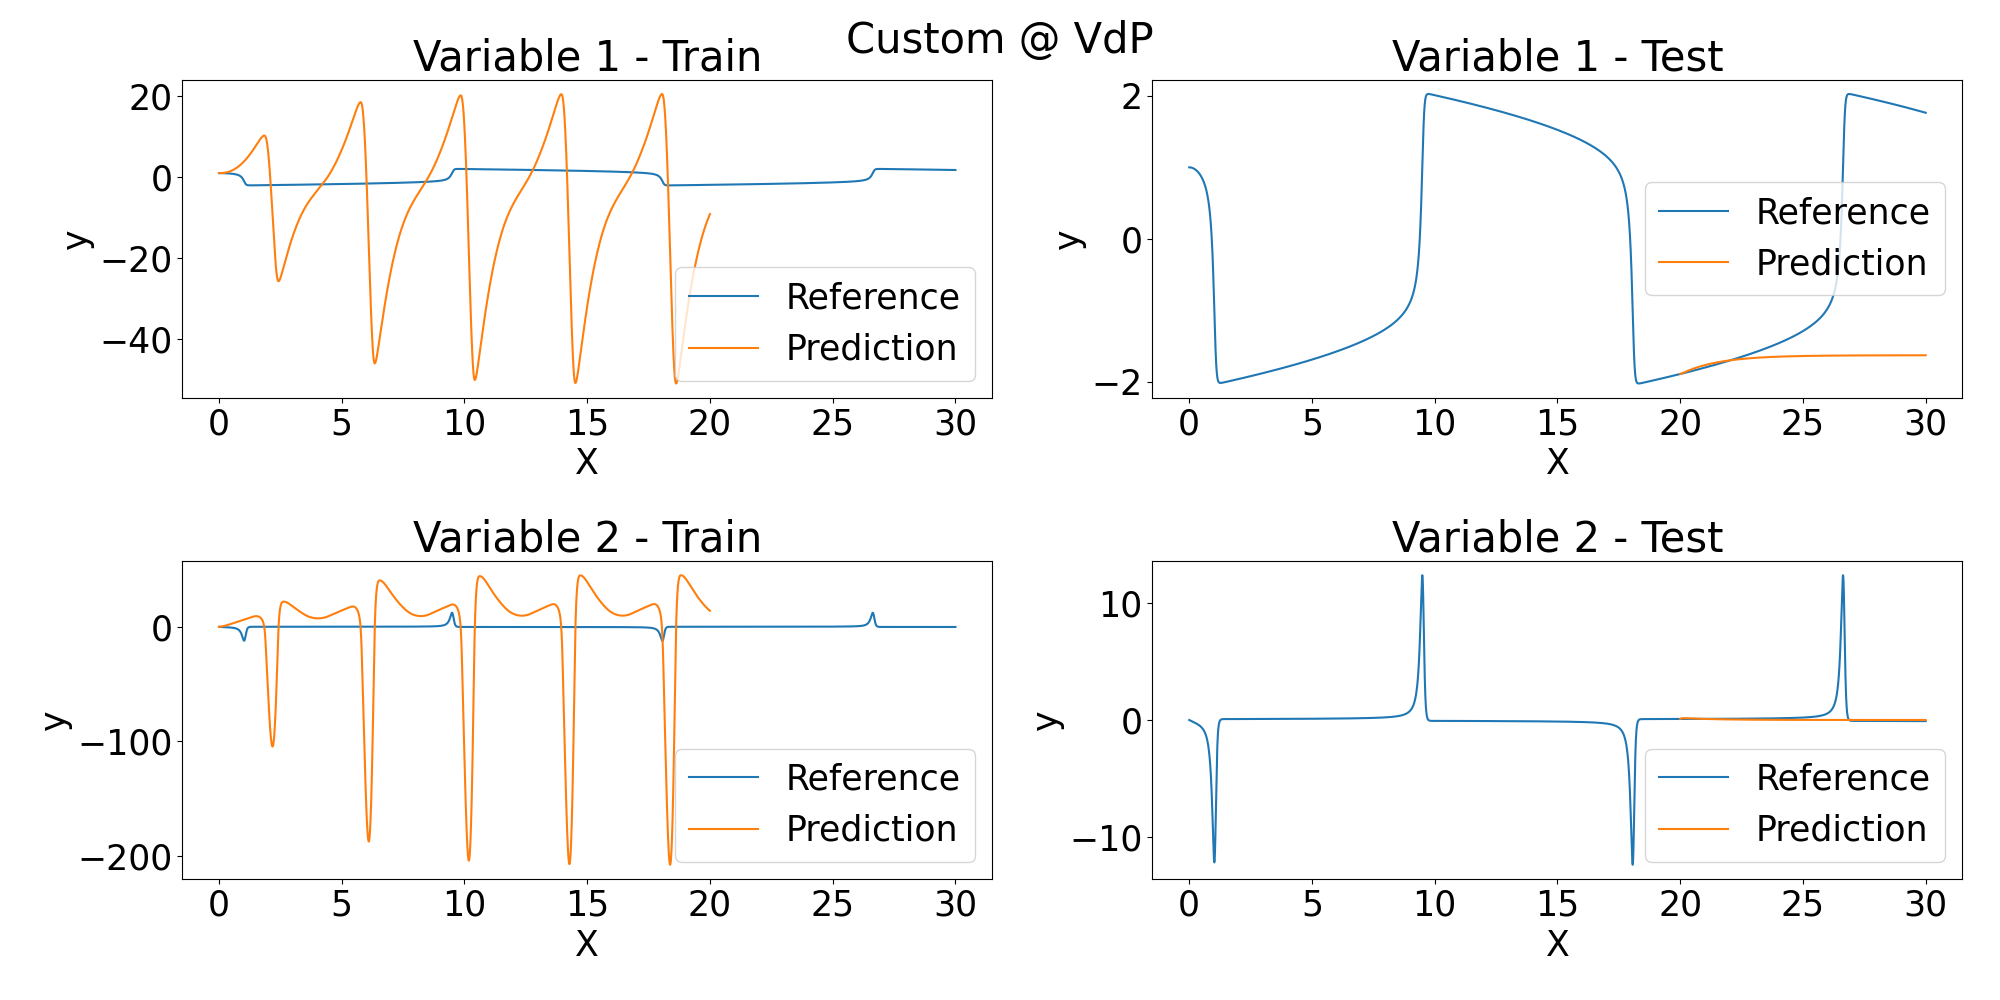 Custom @ VdP
Variable 1 - Train
20
0
−20
−40
y
0 5 10 15 20 25 30
X
Reference
Prediction
Variable 1 - Test
2
0
−2
y
0 5 10 15 20 25 30
X
Reference
Prediction
Variable 2 - Train
0
−100
−200
y
0 5 10 15 20 25 30
X
Reference
Prediction
Variable 2 - Test
10
0
−10
y
0 5 10 15 20 25 30
X
Reference
Prediction